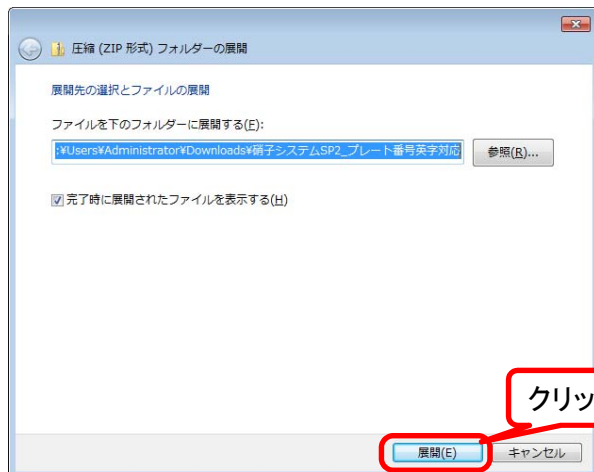 圧縮 (ZIP 形式) フォルダーの展開
展開先の選択とファイルの展開
ファイルを下のフォルダーに展開する(F):
:¥Users¥Administrator¥Downloads¥硝子システムSP2_プレート番号英字対応
参照(R)...
完了時に展開されたファイルを表示する(H)
クリッ
展開(E)
キャンセル